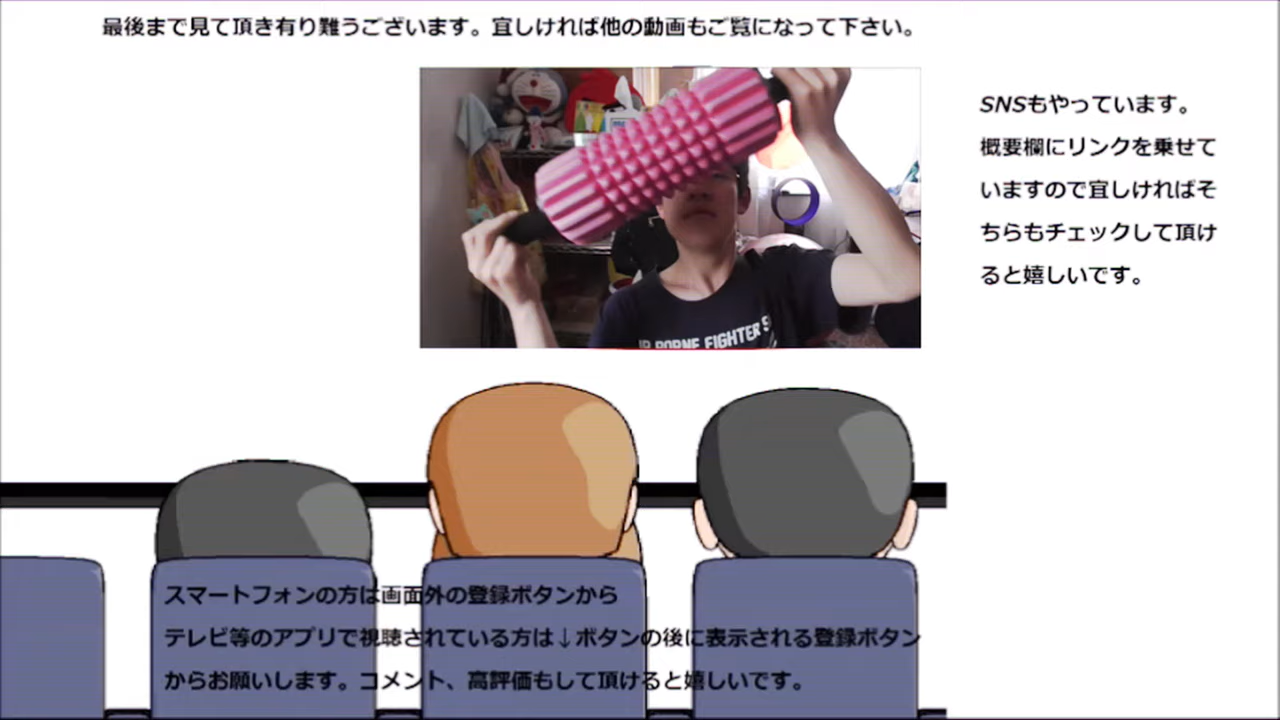 最後まで見て頂き有り難うございます。宜しければ他の動画もご覧になって下さい。
SNSもやっています。
概要欄にリンクを乗せて
いますので宜しければそ
ちらもチェックして頂け
ると嬉しいです。
FIGHTER
スマートフォンの方は画面外の登録ボタンから
テレビ等のアプリで視聴されている方は↓ボタンの後に表示される登録ボタン
からお願いします。コメント、高評価もして頂けると嬉しいです。